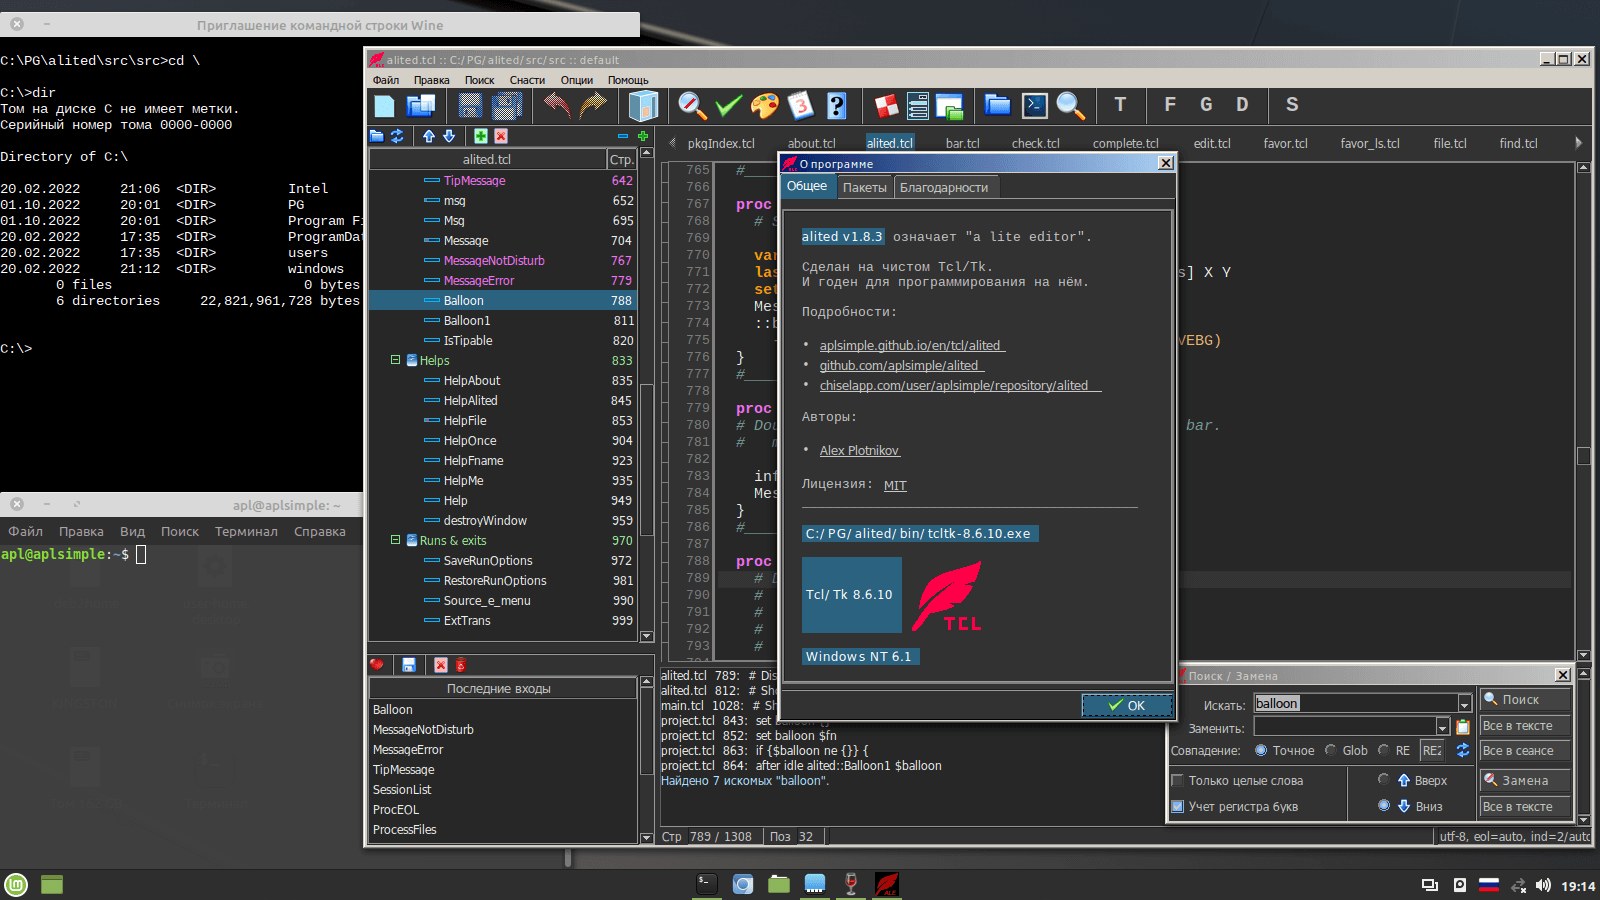 Приглашение командной строки Wine
C:\PG\alited\src\src>cd \
C:\>dir
Том на диске C не имеет метки.
Серийный номер тома 0000-0000
Directory of C:\
20.02.2022 21:06 <DIR> Intel
01.10.2022 20:01 <DIR> PG
01.10.2022 20:01 <DIR> Program Fi
20.02.2022 17:35 <DIR> ProgramDat
20.02.2022 17:35 <DIR> users
20.02.2022 21:12 <DIR> windows
0 files 0 bytes
6 directories 22,821,961,728 bytes
C:\>
apl@aplsimple: ~
Файл Правка Вид Поиск Терминал Справка
apl@aplsimple:~$
alited.tcl :: C:/PG/alited/src/src :: default
Файл Правка Поиск Снасти Опции Помощь
T F G D S
alited.tcl Стр.
TipMessage 642
msg 652
Msg 695
Message 704
MessageNotDisturb 767
MessageError 779
Balloon 788
Balloon1 811
IsTipable 820
Helps 833
HelpAbout 835
HelpAlited 845
HelpFile 853
HelpOnce 904
HelpFname 923
HelpMe 935
Help 949
destroyWindow 959
Runs & exits 970
SaveRunOptions 972
RestoreRunOptions 981
Source_e_menu 990
ExtTrans 999
Последние входы
Balloon
MessageNotDisturb
MessageError
TipMessage
SessionList
ProcEOL
ProcessFiles
pkgIndex.tcl about.tcl alited.tcl bar.tcl check.tcl complete.tcl edit.tcl favor.tcl favor_ls.tcl file.tcl find.tcl
765 #
766
767 proc
768 # S
769
770 var
771 las s] X Y
772 set
773 Mes
774 ::b
775 VEBG)
776 }
777 #
778
779 proc
780 # Dou bar.
781 # m
782
783 inf
784 Mes
785 }
786 #
787
788 proc
789 # D
790 #
791 #
792 #
793 #
О программе
Общее Пакеты Благодарности
alited v1.8.3 означает "a lite editor".
Сделан на чистом Tcl/Tk.
И годен для программирования на нём.
Подробности:
• aplsimple.github.io/en/tcl/alited
• github.com/aplsimple/alited
• chiselapp.com/user/aplsimple/repository/alited
Авторы:
• Alex Plotnikov
Лицензия: MIT
C:/PG/alited/bin/tcltk-8.6.10.exe
Tcl/Tk 8.6.10
TCL
Windows NT 6.1
OK
alited.tcl 789: # Dis
alited.tcl 812: # Sho
main.tcl 1028: # Sh
project.tcl 843: set balloon {}
project.tcl 852: set balloon $fn
project.tcl 863: if {$balloon ne {}} {
project.tcl 864: after idle alited::Balloon1 $balloon
Найдено 7 искомых "balloon".
Стр 789 / 1308 Поз 32 utf-8, eol=auto, ind=2/auto
Поиск / Замена
Искать: balloon Поиск
Заменить: Все в тексте
Совпадение: Точное Glob RE RE2 Все в сеансе
Только целые слова Вверх Замена
Учет регистра букв Вниз Все в тексте
19:14